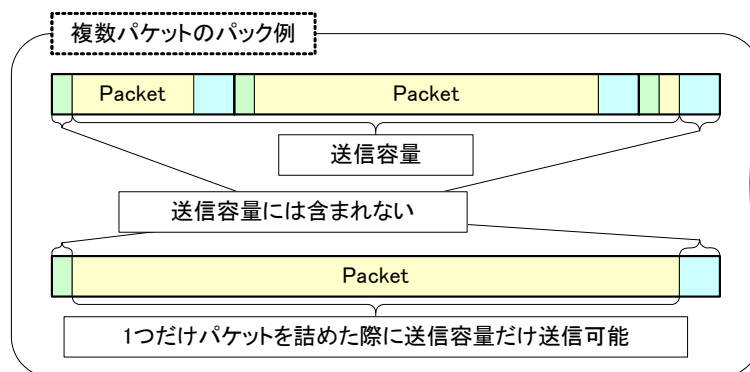 複数パケットのパック例
Packet Packet
送信容量
送信容量には含まれない
Packet
1つだけパケットを詰めた際に送信容量だけ送信可能